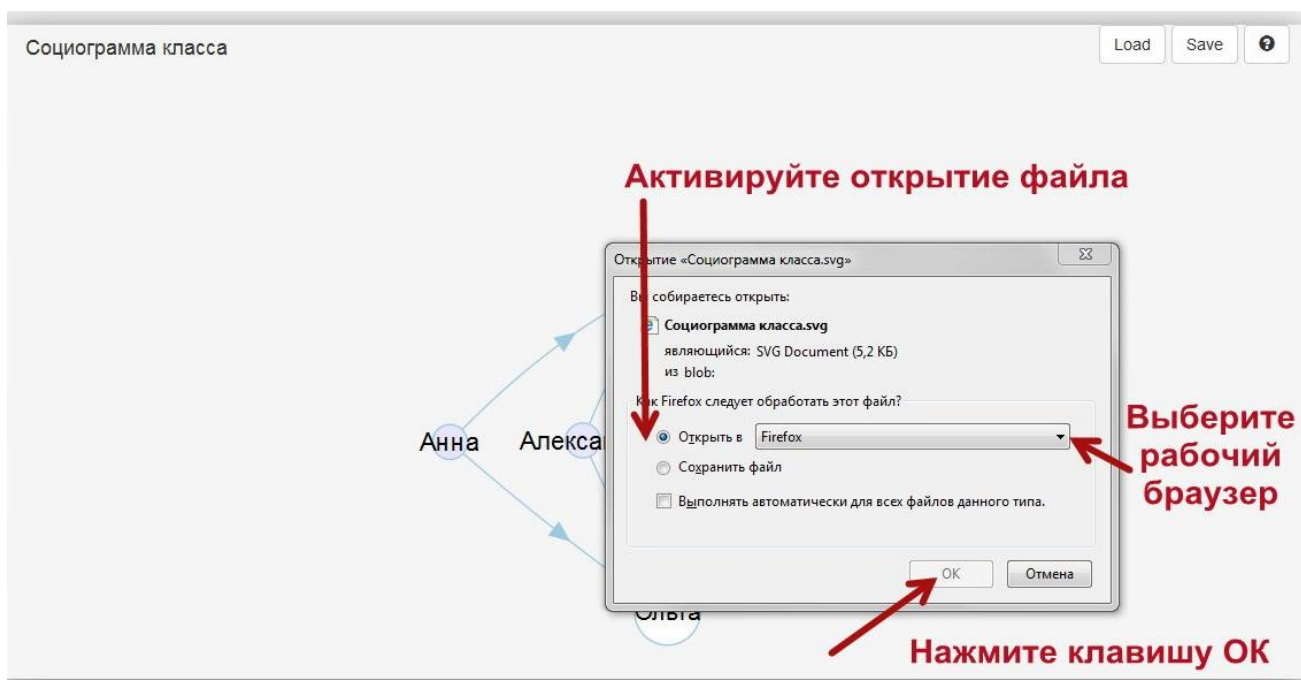 Социограмма класса
Load
Save
Активируйте открытие файла
Открытие «Социограмма класса.svg»
Вы собираетесь открыть:
Социограмма класса.svg
являющийся: SVG Document (5,2 КБ)
из blob:
Как Firefox следует обработать этот файл?
Открыть в Firefox
Сохранить файл
Выполнять автоматически для всех файлов данного типа.
OK
Отмена
Анна
Алекса
Ольга
Выберите
рабочий
браузер
Нажмите клавишу ОК